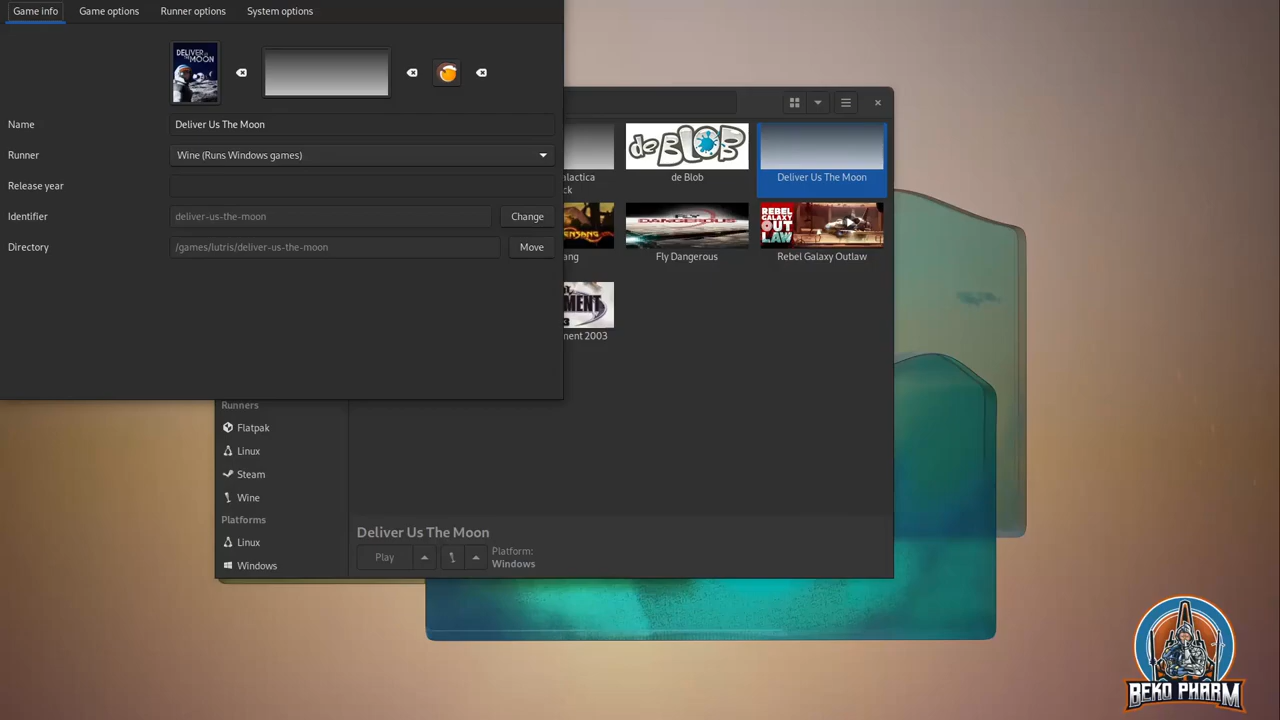 Game info
Game options
Runner options
System options
DELIVER US THE MOON
Name
Deliver Us The Moon
Runner
Wine (Runs Windows games)
Release year
Identifier
deliver-us-the-moon
Change
Directory
/games/lutris/deliver-us-the-moon
Move
alactica
ck
de Blob
de Blob
Deliver Us The Moon
ang
FLY DANGEROUS
Fly Dangerous
REBEL GALAXY OUTLAW
Rebel Galaxy Outlaw
MENT
ment 2003
Runners
Flatpak
Linux
Steam
Wine
Platforms
Linux
Windows
Deliver Us The Moon
Play
Platform:
Windows
BEKO PHARM